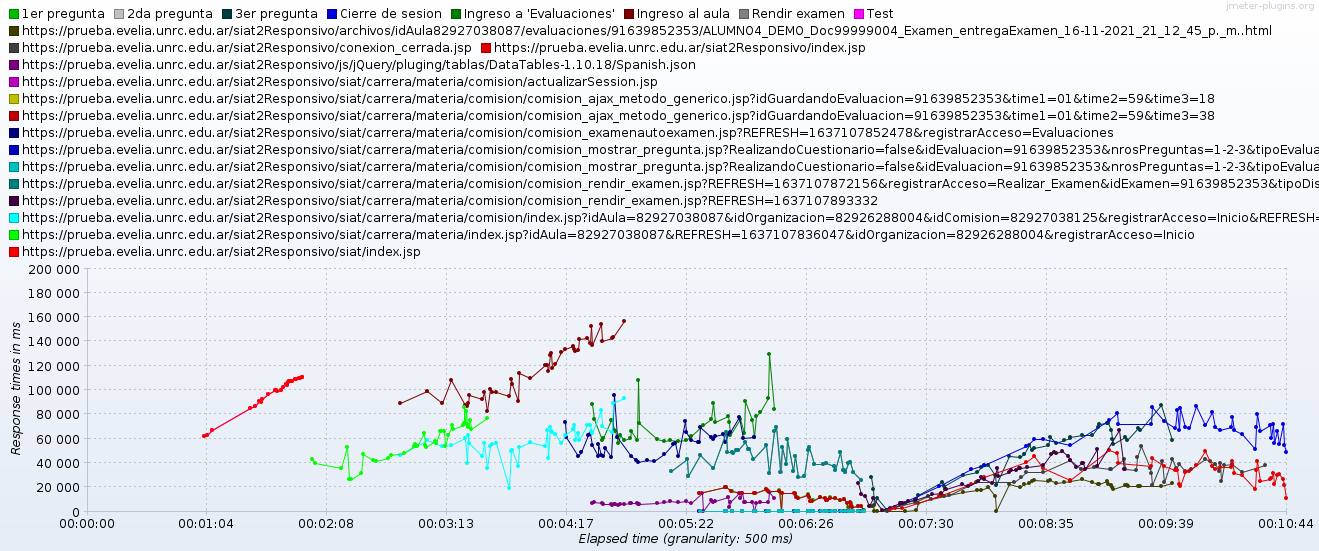 jmeter-plugins.org
1er pregunta 2da pregunta 3er pregunta Cierre de sesion Ingreso a 'Evaluaciones' Ingreso al aula Rendir examen Test
https://prueba.evelia.unrc.edu.ar/siat2Responsivo/archivos/idAula82927038087/evaluaciones/91639852353/ALUMNO4_DEMO_Doc99999004_Examen_entregaExamen_16-11-2021_21_12_45_p._m..html
https://prueba.evelia.unrc.edu.ar/siat2Responsivo/conexion_cerrada.jsp https://prueba.evelia.unrc.edu.ar/siat2Responsivo/index.jsp
https://prueba.evelia.unrc.edu.ar/siat2Responsivo/js/jQuery/pluging/tablas/DataTables-1.10.18/Spanish.json
https://prueba.evelia.unrc.edu.ar/siat2Responsivo/siat/carrera/materia/comision/actualizarSession.jsp
https://prueba.evelia.unrc.edu.ar/siat2Responsivo/siat/carrera/materia/comision/comision_ajax_metodo_generico.jsp?idGuardandoEvaluacion=91639852353&time1=01&time2=59&time3=18
https://prueba.evelia.unrc.edu.ar/siat2Responsivo/siat/carrera/materia/comision/comision_ajax_metodo_generico.jsp?idGuardandoEvaluacion=91639852353&time1=01&time2=59&time3=38
https://prueba.evelia.unrc.edu.ar/siat2Responsivo/siat/carrera/materia/comision/comision_examenautoexamen.jsp?REFRESH=1637107852478&registrarAcceso=Evaluaciones
https://prueba.evelia.unrc.edu.ar/siat2Responsivo/siat/carrera/materia/comision/comision_mostrar_pregunta.jsp?RealizandoCuestionario=false&idEvaluacion=91639852353&nrosPreguntas=1-2-3&tipoEvalua
https://prueba.evelia.unrc.edu.ar/siat2Responsivo/siat/carrera/materia/comision/comision_mostrar_pregunta.jsp?RealizandoCuestionario=false&idEvaluacion=91639852353&nrosPreguntas=1-2-3&tipoEvalua
https://prueba.evelia.unrc.edu.ar/siat2Responsivo/siat/carrera/materia/comision/comision_rendir_examen.jsp?REFRESH=1637107872156&registrarAcceso=Realizar_Examen&idExamen=91639852353&tipoDis
https://prueba.evelia.unrc.edu.ar/siat2Responsivo/siat/carrera/materia/comision/comision_rendir_examen.jsp?REFRESH=1637107893332
https://prueba.evelia.unrc.edu.ar/siat2Responsivo/siat/carrera/materia/comision/index.jsp?idAula=82927038087&idOrganizacion=82926288004&idComision=82927038125&registrarAcceso=Inicio&REFRESH=
https://prueba.evelia.unrc.edu.ar/siat2Responsivo/siat/carrera/materia/index.jsp?idAula=82927038087&REFRESH=1637107836047&idOrganizacion=82926288004&registrarAcceso=Inicio
https://prueba.evelia.unrc.edu.ar/siat2Responsivo/siat/index.jsp
200 000
180 000
160 000
140 000
120 000
100 000
80 000
60 000
40 000
20 000
0
Response times in ms
00:00:00 00:01:04 00:02:08 00:03:13 00:04:17 00:05:22 00:06:26 00:07:30 00:08:35 00:09:39 00:10:44
Elapsed time (granularity: 500 ms)